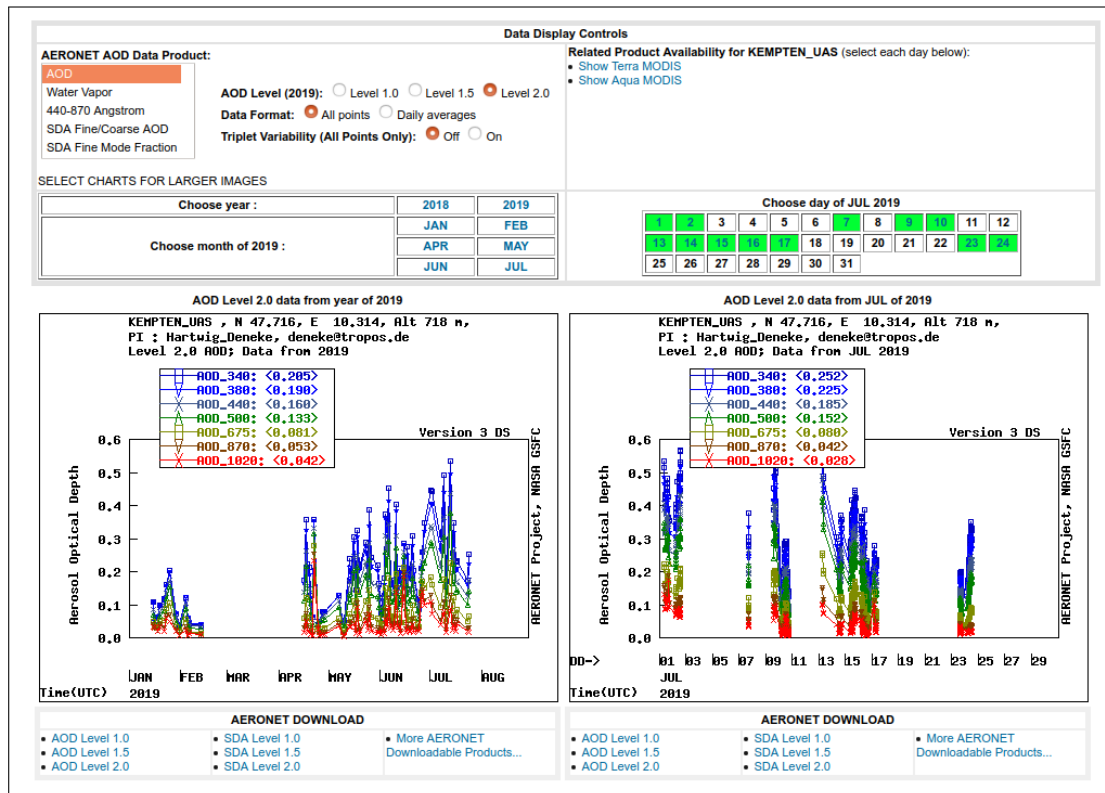 Data Display Controls
AERONET AOD Data Product:
AOD
Water Vapor
440-870 Angstrom
SDA Fine/Coarse AOD
SDA Fine Mode Fraction
AOD Level (2019): Level 1.0 Level 1.5 Level 2.0
Data Format: All points Daily averages
Triplet Variability (All Points Only): Off On
SELECT CHARTS FOR LARGER IMAGES
Related Product Availability for KEMPTEN_UAS (select each day below):
• Show Terra MODIS
• Show Aqua MODIS
Choose year : 2018 2019
Choose month of 2019 :
JAN FEB
APR MAY
JUN JUL
Choose day of JUL 2019
1 2 3 4 5 6 7 8 9 10 11 12
13 14 15 16 17 18 19 20 21 22 23 24
25 26 27 28 29 30 31
AOD Level 2.0 data from year of 2019
KEMPTEN_UAS , N 47.716, E 10.314, Alt 718 m,
PI : Hartwig_Deneke, deneke@tropos.de
Level 2.0 AOD; Data from 2019
AOD_340: <0.205>
AOD_380: <0.190>
AOD_440: <0.160>
AOD_500: <0.133>
AOD_675: <0.081>
AOD_870: <0.053>
AOD_1020: <0.042>
Version 3 DS
AERONET Project, NASA GSFC
Aerosol Optical Depth
0.6
0.5
0.4
0.3
0.2
0.1
0.0
JAN FEB MAR APR MAY JUN JUL AUG
Time(UTC) 2019
AOD Level 2.0 data from JUL of 2019
KEMPTEN_UAS , N 47.716, E 10.314, Alt 718 m,
PI : Hartwig_Deneke, deneke@tropos.de
Level 2.0 AOD; Data from JUL 2019
AOD_340: <0.252>
AOD_380: <0.225>
AOD_440: <0.185>
AOD_500: <0.152>
AOD_675: <0.080>
AOD_870: <0.042>
AOD_1020: <0.028>
Version 3 DS
AERONET Project, NASA GSFC
Aerosol Optical Depth
0.6
0.5
0.4
0.3
0.2
0.1
0.0
DD-> 01 03 05 07 09 11 13 15 17 19 21 23 25 27 29
JUL
Time(UTC) 2019
AERONET DOWNLOAD
• AOD Level 1.0 • SDA Level 1.0 • More AERONET
• AOD Level 1.5 • SDA Level 1.5 Downloadable Products...
• AOD Level 2.0 • SDA Level 2.0
AERONET DOWNLOAD
• AOD Level 1.0 • SDA Level 1.0 • More AERONET
• AOD Level 1.5 • SDA Level 1.5 Downloadable Products...
• AOD Level 2.0 • SDA Level 2.0